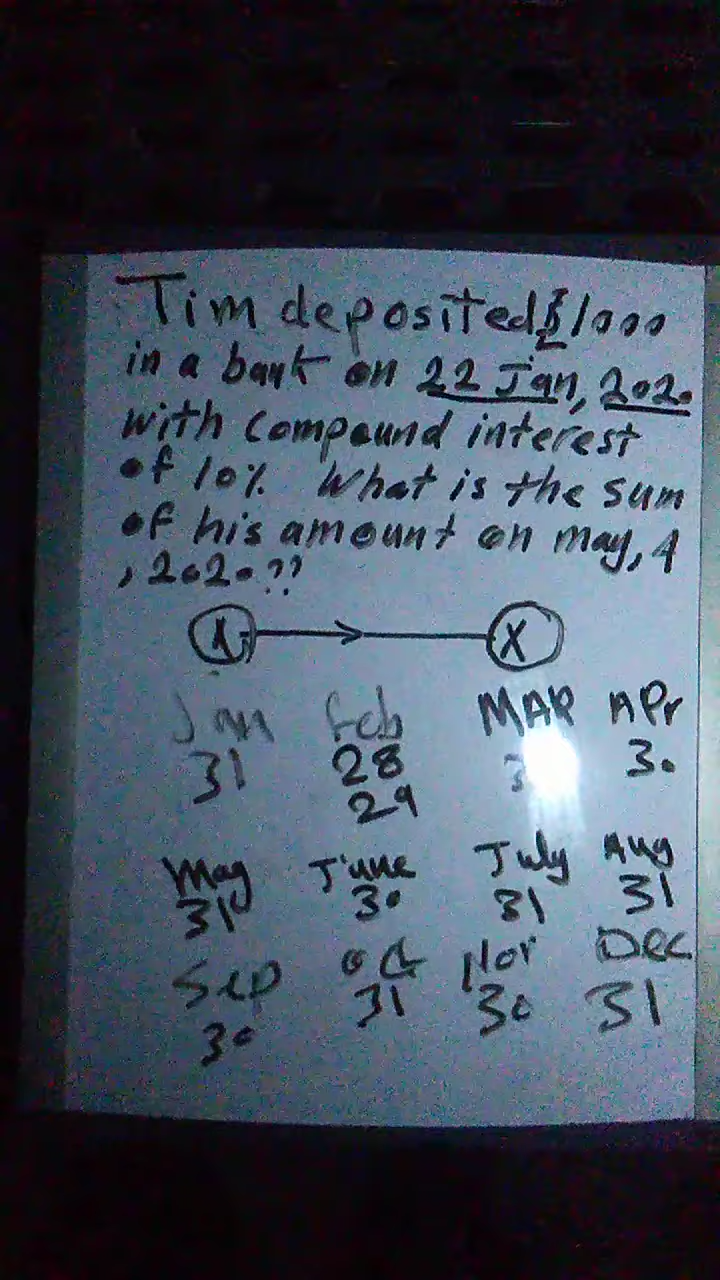 Tim deposited $1000
in a bank on 22 Jan, 2020
with compound interest
of 10% What is the sum
of his amount on may, 4
, 2020??
X X
Jan Feb MAR APr
31 28 3 30
29
May June July Aug
31 30 31 31
Sep oct Nov Dec
30 31 30 31